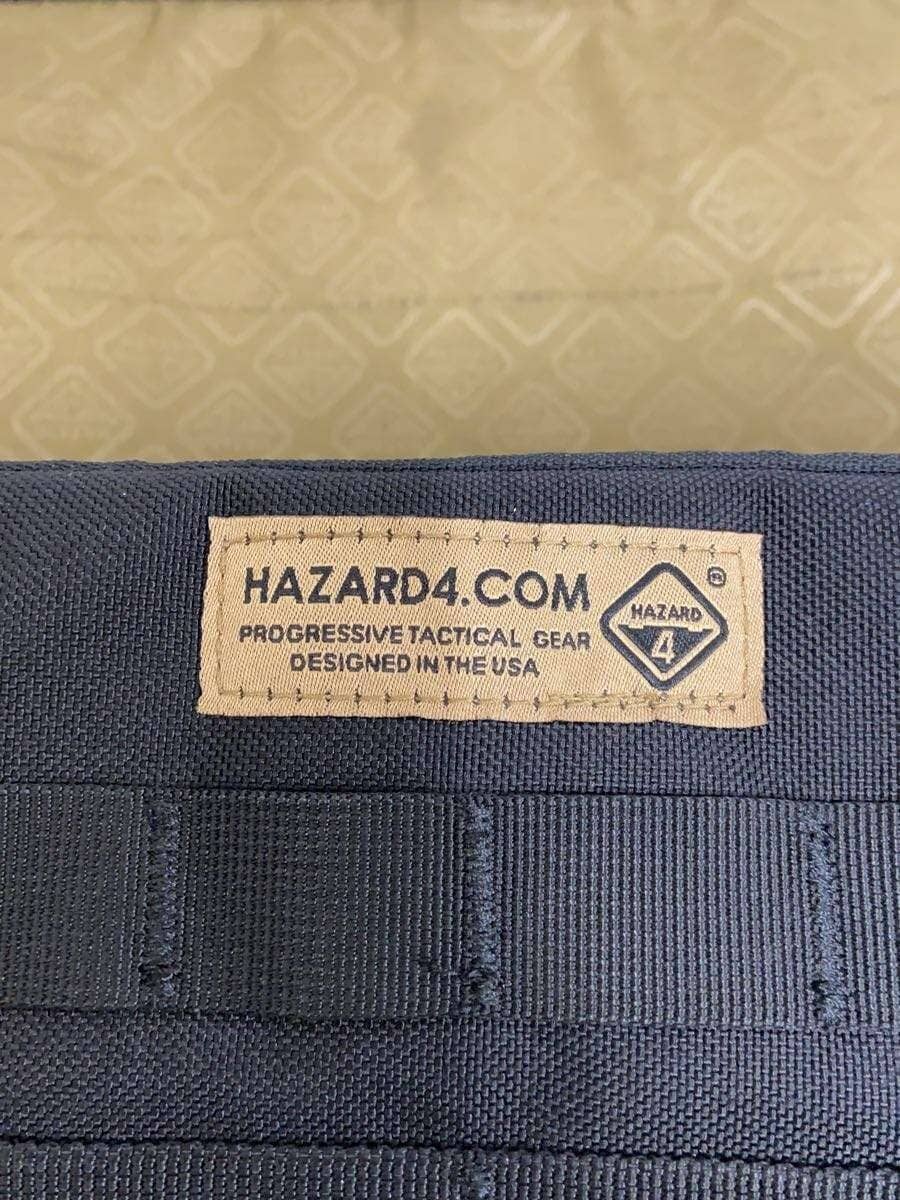 HAZARD4.COM
PROGRESSIVE TACTICAL GEAR
DESIGNED IN THE USA
HAZARD
4
®